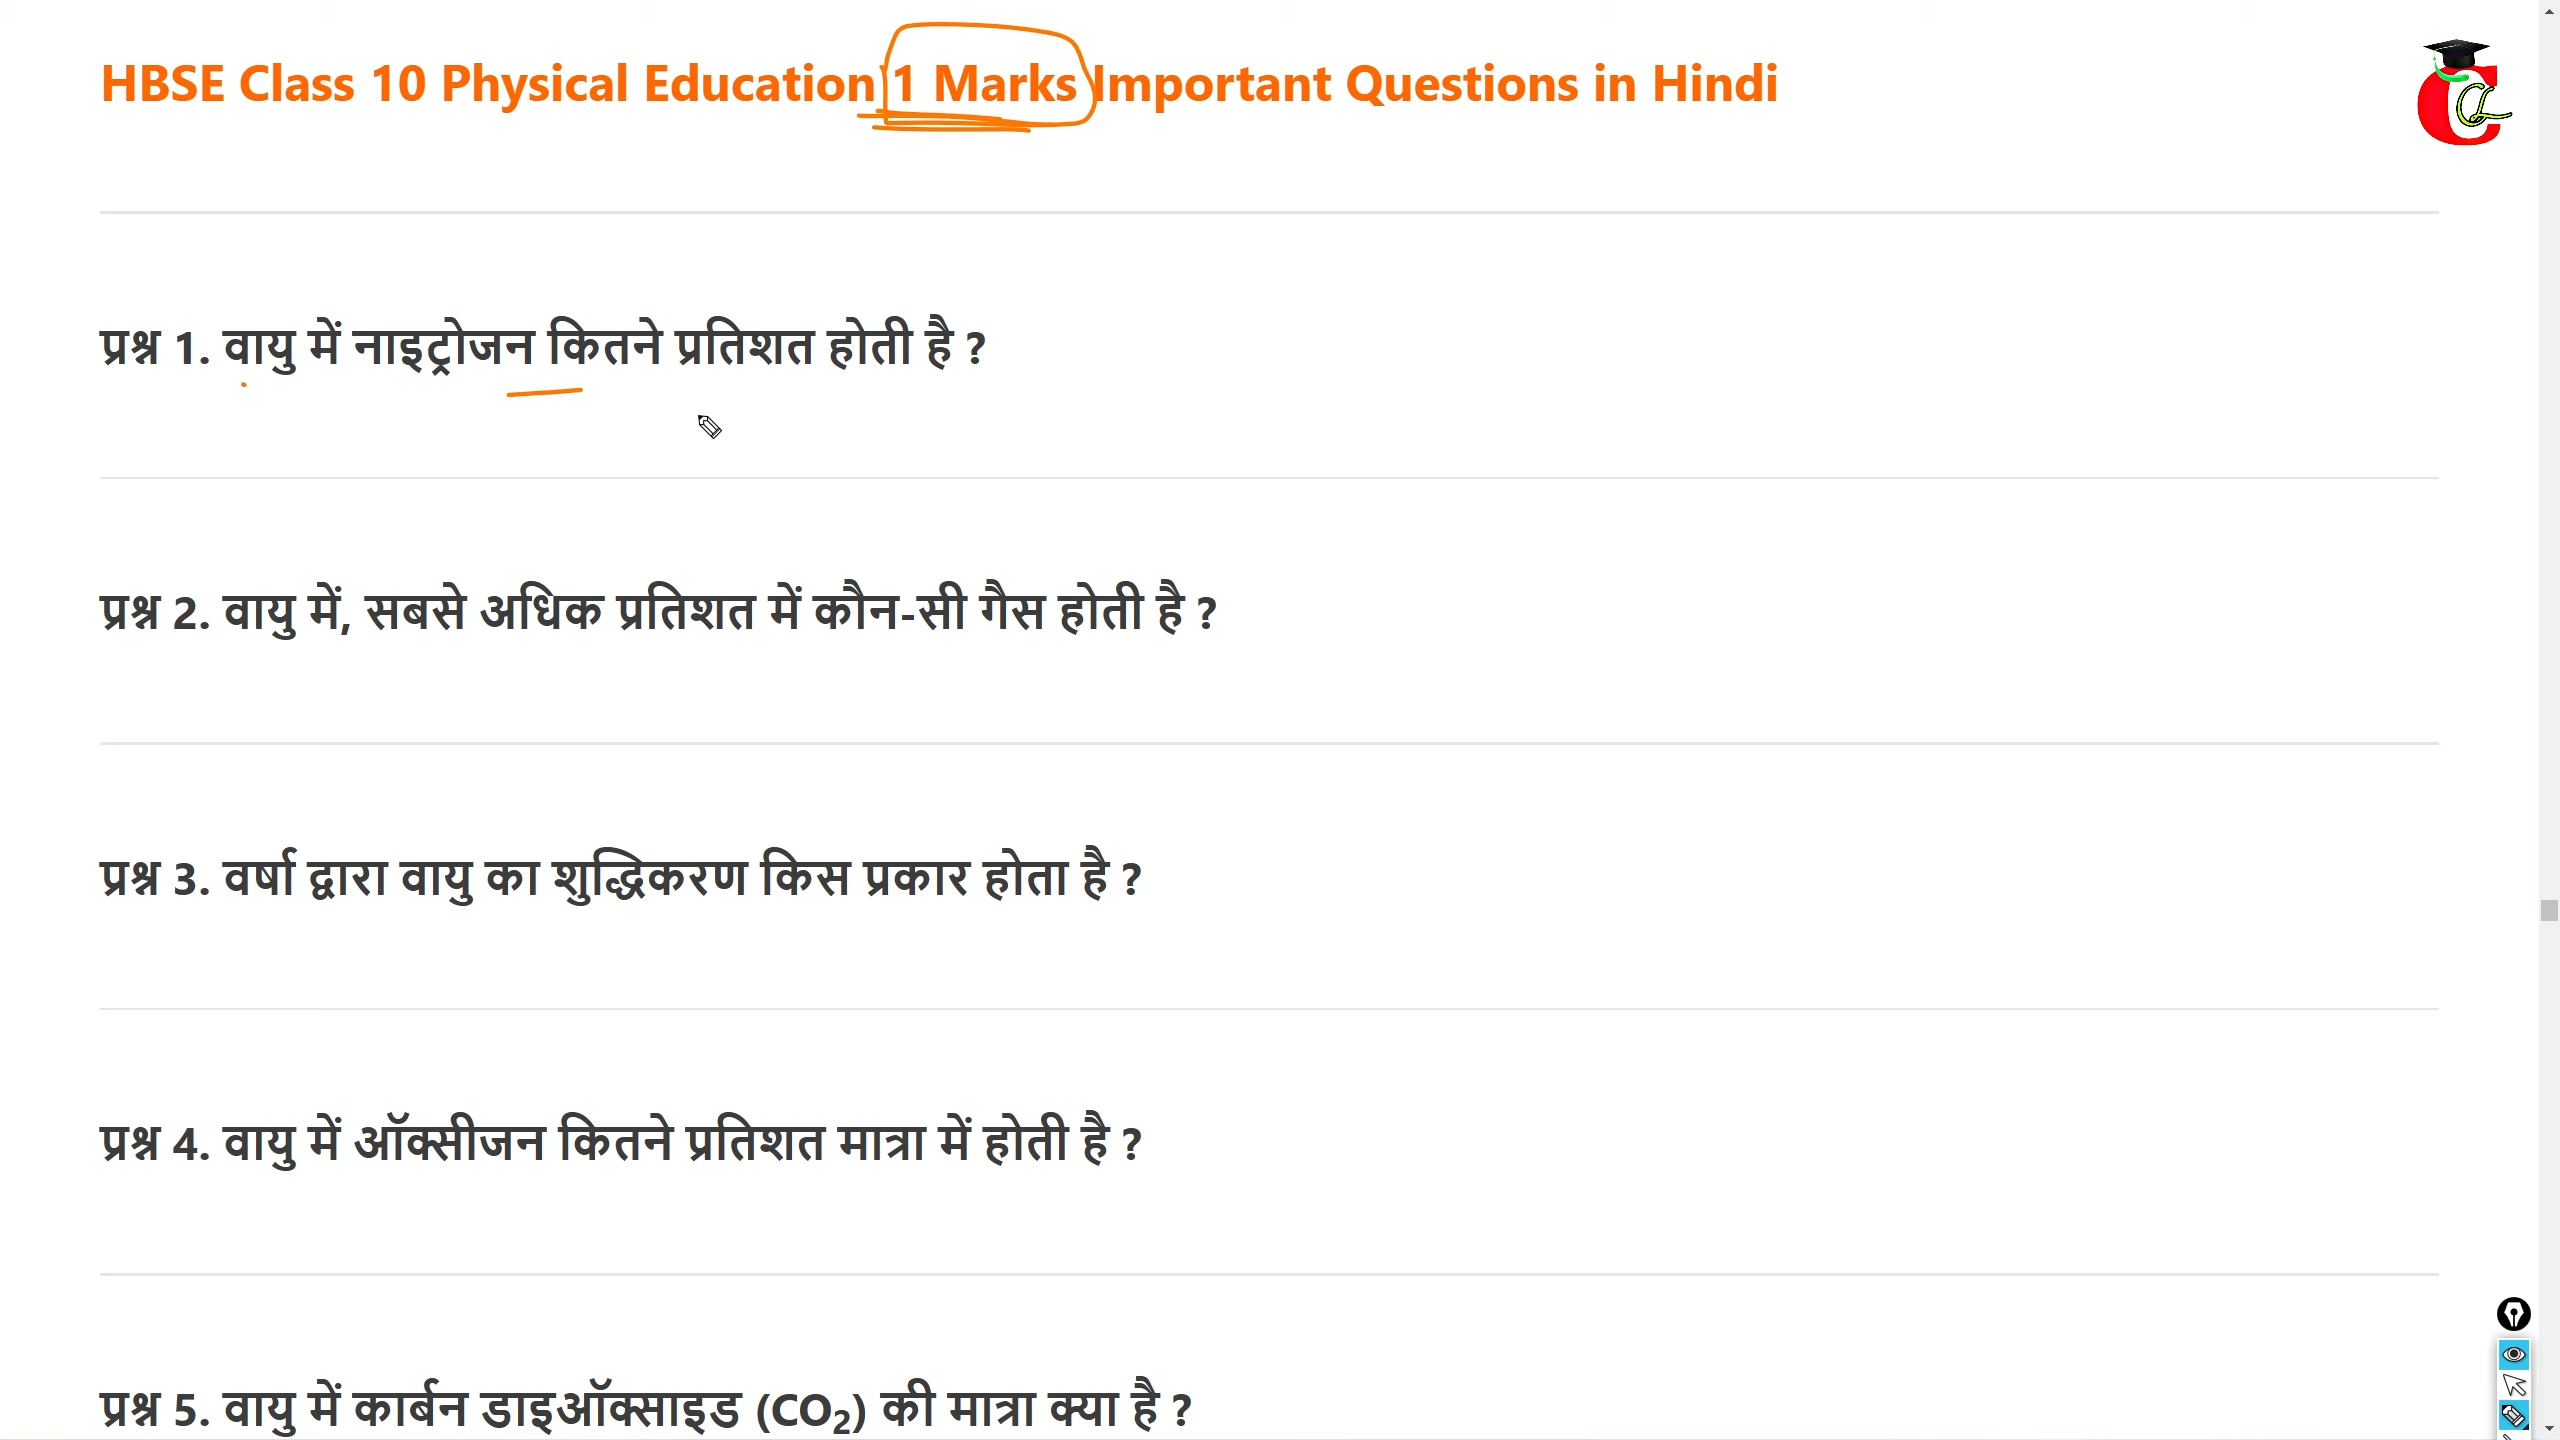 HBSE Class 10 Physical Education 1 Marks Important Questions in Hindi
प्रश्न 1. वायु में नाइट्रोजन कितने प्रतिशत होती है ?
प्रश्न 2. वायु में, सबसे अधिक प्रतिशत में कौन-सी गैस होती है ?
प्रश्न 3. वर्षा द्वारा वायु का शुद्धिकरण किस प्रकार होता है ?
प्रश्न 4. वायु में ऑक्सीजन कितने प्रतिशत मात्रा में होती है ?
प्रश्न 5. वायु में कार्बन डाइऑक्साइड (CO₂) की मात्रा क्या है ?